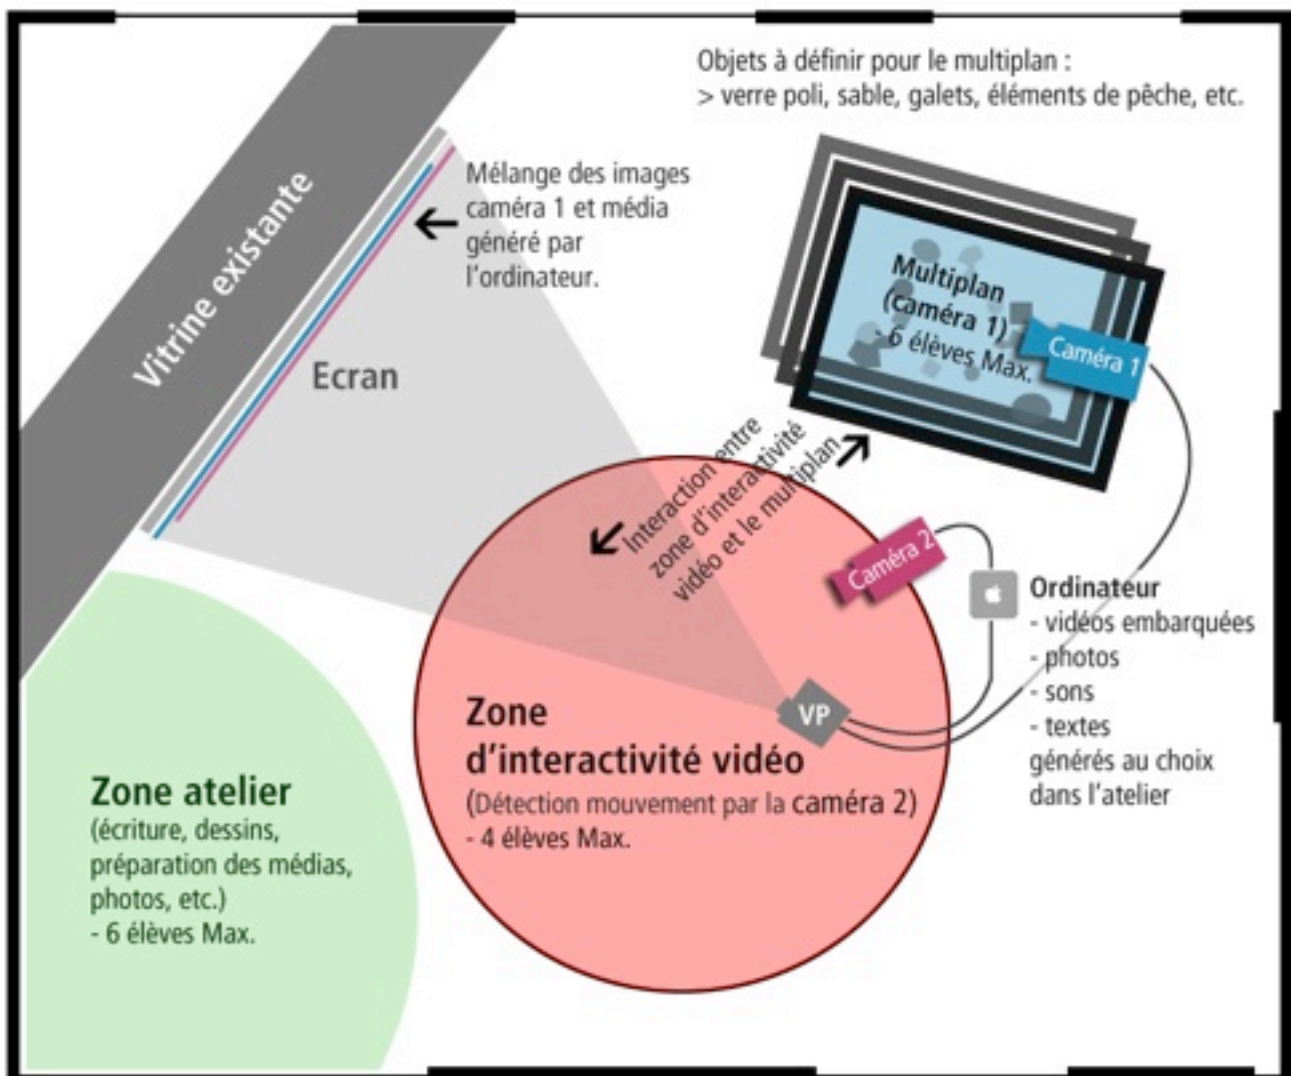 Objets à définir pour le multiplan :
> verre poli, sable, galets, éléments de pêche, etc.
Vitrine existante
Mélange des images
caméra 1 et média
généré par
l'ordinateur.
Ecran
Multiplan
(caméra 1)
- 6 élèves Max.
Caméra 1
Interaction entre
zone d'interactivité
vidéo et le multiplan
Caméra 2
Ordinateur
- vidéos embarquées
- photos
- sons
- textes
générés au choix
dans l'atelier
VP
Zone
d'interactivité vidéo
(Détection mouvement par la caméra 2)
- 4 élèves Max.
Zone atelier
(écriture, dessins,
préparation des médias,
photos, etc.)
- 6 élèves Max.